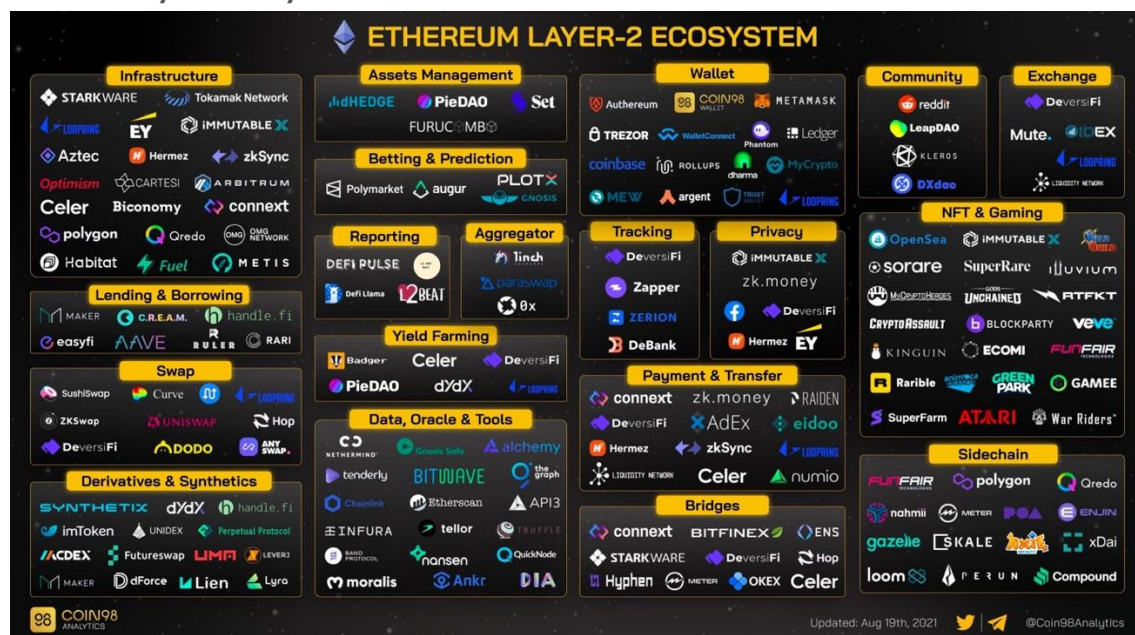 ETHEREUM LAYER-2 ECOSYSTEM
Infrastructure
STARKWARE Tokamak Network
LOOPRING EY IMMUTABLE X
Aztec Hermez zkSync
Optimism CARTESI ARBITRUM
Celer Biconomy connext
polygon Qredo OMG OMG NETWORK
Habitat Fuel METIS
Lending & Borrowing
MAKER C.R.E.A.M. handle.fi
easyfi AAVE RULER RARI
Swap
SushiSwap Curve LOOPRING
ZKSwap UNISWAP Hop
DeversiFi DODO ANY SWAP.
Derivatives & Synthetics
SYNTHETIX dYdX handle.fi
imToken UNIDEX Perpetual Protocol
MCDEX Futureswap UMA LEVERJ
MAKER dForce Lien Lyra
Assets Management
dHEDGE PieDAO Set
FURUCOMBO
Betting & Prediction
Polymarket augur PLOTX
GNOSIS
Reporting
DEFI PULSE
Defi Llama L2BEAT
Aggregator
1inch
paraswap
0x
Yield Farming
Badger Celer DeversiFi
PieDAO dYdX LOOPRING
Data, Oracle & Tools
NETHERMIND Gnosis Safe alchemy
tenderly BITWAVE the graph
Chainlink Etherscan API3
INFURA tellor TRUFFLE
BAND PROTOCOL nansen QuickNode
moralis Ankr DIA
Wallet
Authereum 98 COIN98 WALLET METAMASK
TREZOR WalletConnect Phantom Ledger
coinbase ROLLUPS dharma MyCrypto
MEW argent TRUST WALLET LOOPRING
Tracking
DeversiFi
Zapper
ZERION
DeBank
Privacy
IMMUTABLE X
zk.money
DeversiFi
Hermez EY
Payment & Transfer
connext zk.money RAIDEN
DeversiFi AdEx eidoo
Hermez zkSync LOOPRING
LIQUIDITY NETWORK Celer numio
Bridges
connext BITFINEX ENS
STARKWARE DeversiFi Hop
Hyphen METER OKEX Celer
Community
reddit
LeapDAO
KLEROS
DXdao
Exchange
DeversiFi
Mute. IDEX
LOOPRING
LIQUIDITY NETWORK
NFT & Gaming
OpenSea IMMUTABLE X
sorare SuperRare illuvium
MyCryptoHeroes GODS UNCHAINED RTFKT
CRYPTOASSAULT BLOCKPARTY VEVE
KINGUIN ECOMI FUNFAIR TECHNOLOGIES
Rarible animoca GREEN PARK GAMEE
SuperFarm ATARI War Riders
Sidechain
FUNFAIR TECHNOLOGIES polygon Qredo
nahmii METER POA ENJIN
gazelle SKALE AXIE xDai
loom PERUN Compound
98 COIN98 ANALYTICS
Updated: Aug 19th, 2021 @Coin98Analytics